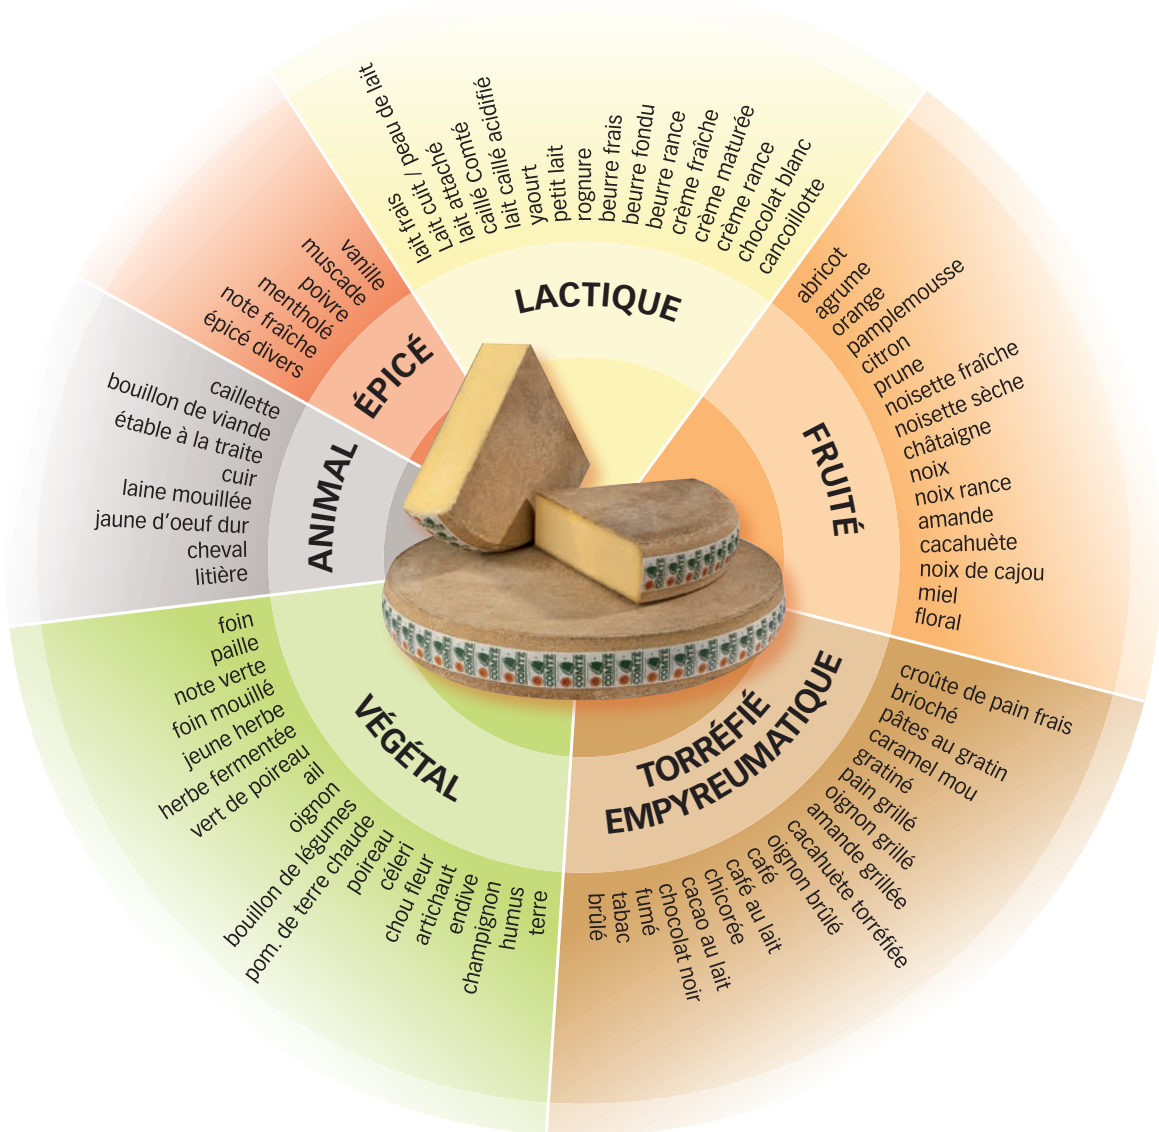 LACTIQUE
lait frais
Lait cuit / peau de lait
lait attaché
caillé comté
lait caillé acidifié
yaourt
petit lait
rognure
beurre frais
beurre fondu
beurre rance
crème fraîche
crème maturée
crème rance
chocolat blanc
cancoillotte
FRUITÉ
abricot
agrume
orange
pamplemousse
citron
prune
noisette fraîche
noisette sèche
châtaigne
noix
noix rance
amande
cacahuète
noix de cajou
miel
floral
TORRÉFIÉ
EMPYREUMATIQUE
croûte de pain frais
brioché
pâtes au gratin
caramel mou
gratiné
pain grillé
oignon grillé
amande grillée
cacahuète torréfiée
oignon brûlé
café
café au lait
chicorée
cacao au lait
chocolat noir
fumé
tabac
brûlé
VÉGÉTAL
foin
paille
note verte
foin mouillé
jeune herbe
herbe fermentée
vert de poireau
ail
oignon
bouillon de légumes
pom. de terre chaude
poireau
céleri
chou fleur
artichaut
endive
champignon
humus
terre
ANIMAL
caillette
bouillon de viande
étable à la traite
cuir
laine mouillée
jaune d'oeuf dur
cheval
litière
ÉPICÉ
vanille
muscade
poivre
mentholé
note fraîche
épicé divers
COMTÉ